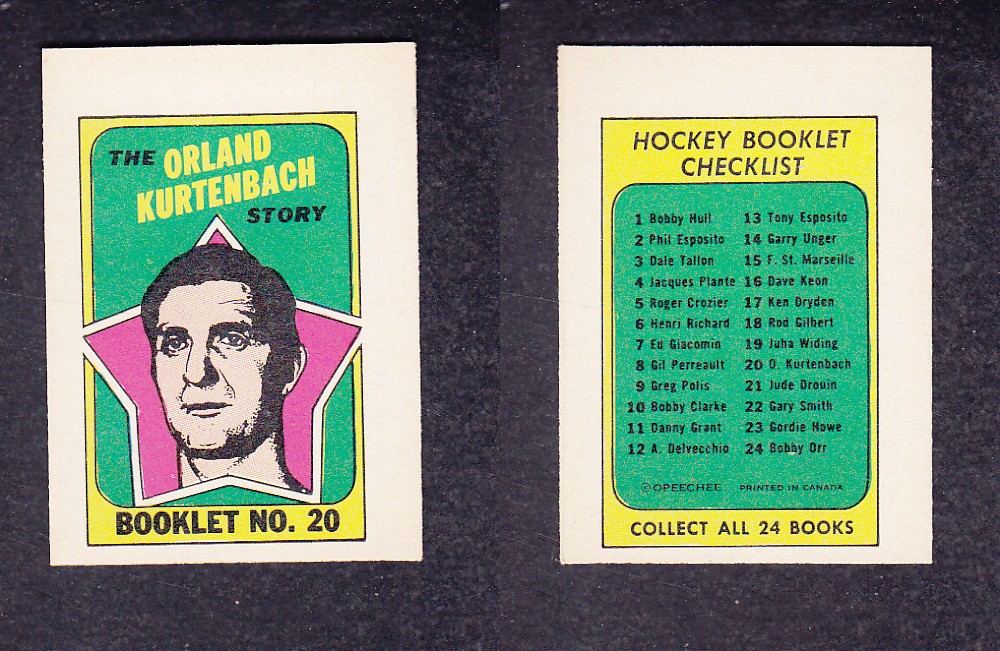 THE ORLAND
KURTENBACH
STORY
BOOKLET NO. 20
HOCKEY BOOKLET
CHECKLIST
1 Bobby Hull 13 Tony Esposito
2 Phil Esposito 14 Garry Unger
3 Dale Tallon 15 F. St. Marseille
4 Jacques Plante 16 Dave Keon
5 Roger Crozier 17 Ken Dryden
6 Henri Richard 18 Rod Gilbert
7 Ed Giacomin 19 Juha Widing
8 Gil Perreault 20 O. Kurtenbach
9 Greg Polis 21 Jude Drouin
10 Bobby Clarke 22 Gary Smith
11 Danny Grant 23 Gordie Howe
12 A. Delvecchio 24 Bobby Orr
©OPEECHEE PRINTED IN CANADA
COLLECT ALL 24 BOOKS